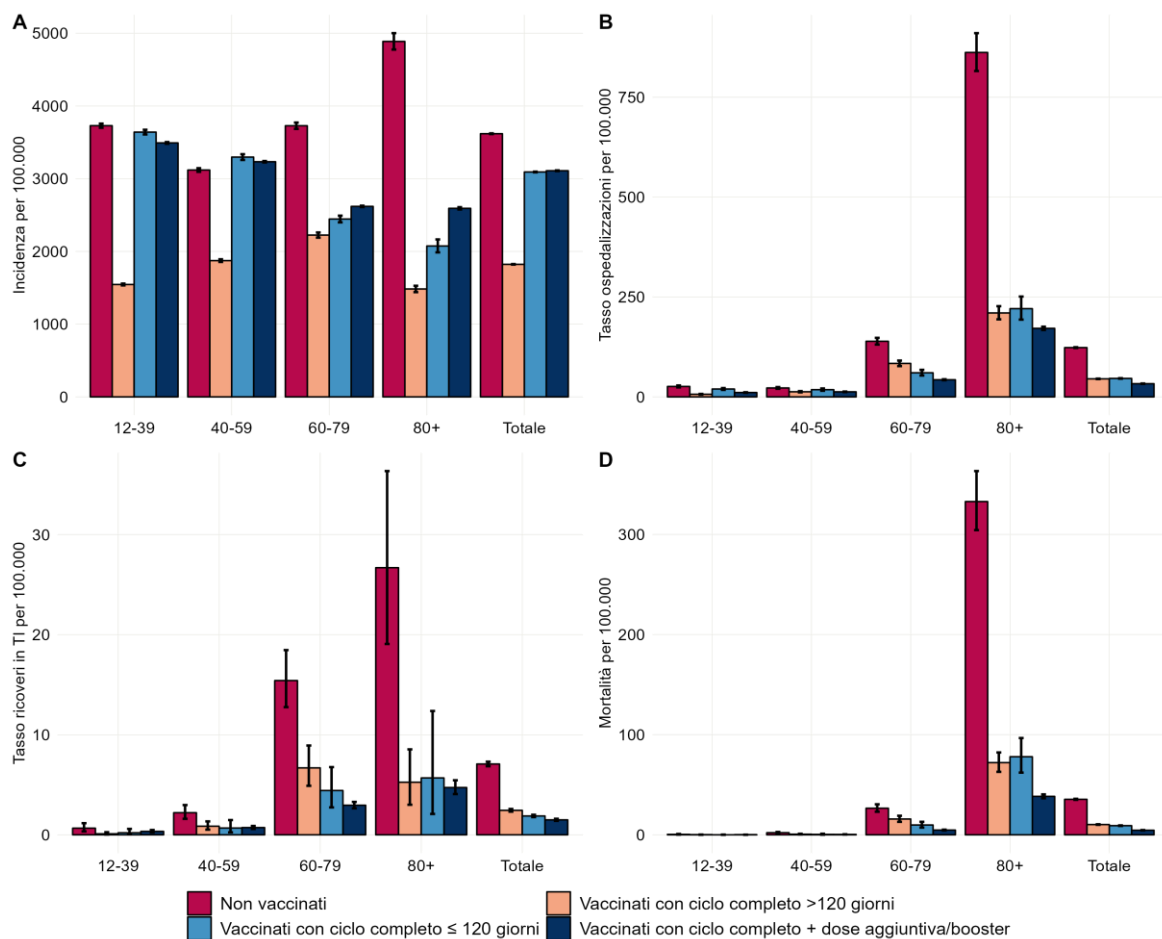 A
Incidenza per 100.000
5000
4000
3000
2000
1000
0
12-39
40-59
60-79
80+
Totale
B
Tasso ospedalizzazioni per 100.000
750
500
250
0
12-39
40-59
60-79
80+
Totale
C
Tasso ricoveri in TI per 100.000
30
20
10
0
12-39
40-59
60-79
80+
Totale
D
Mortalità per 100.000
300
200
100
0
12-39
40-59
60-79
80+
Totale
Non vaccinati
Vaccinati con ciclo completo >120 giorni
Vaccinati con ciclo completo ≤ 120 giorni
Vaccinati con ciclo completo + dose aggiuntiva/booster